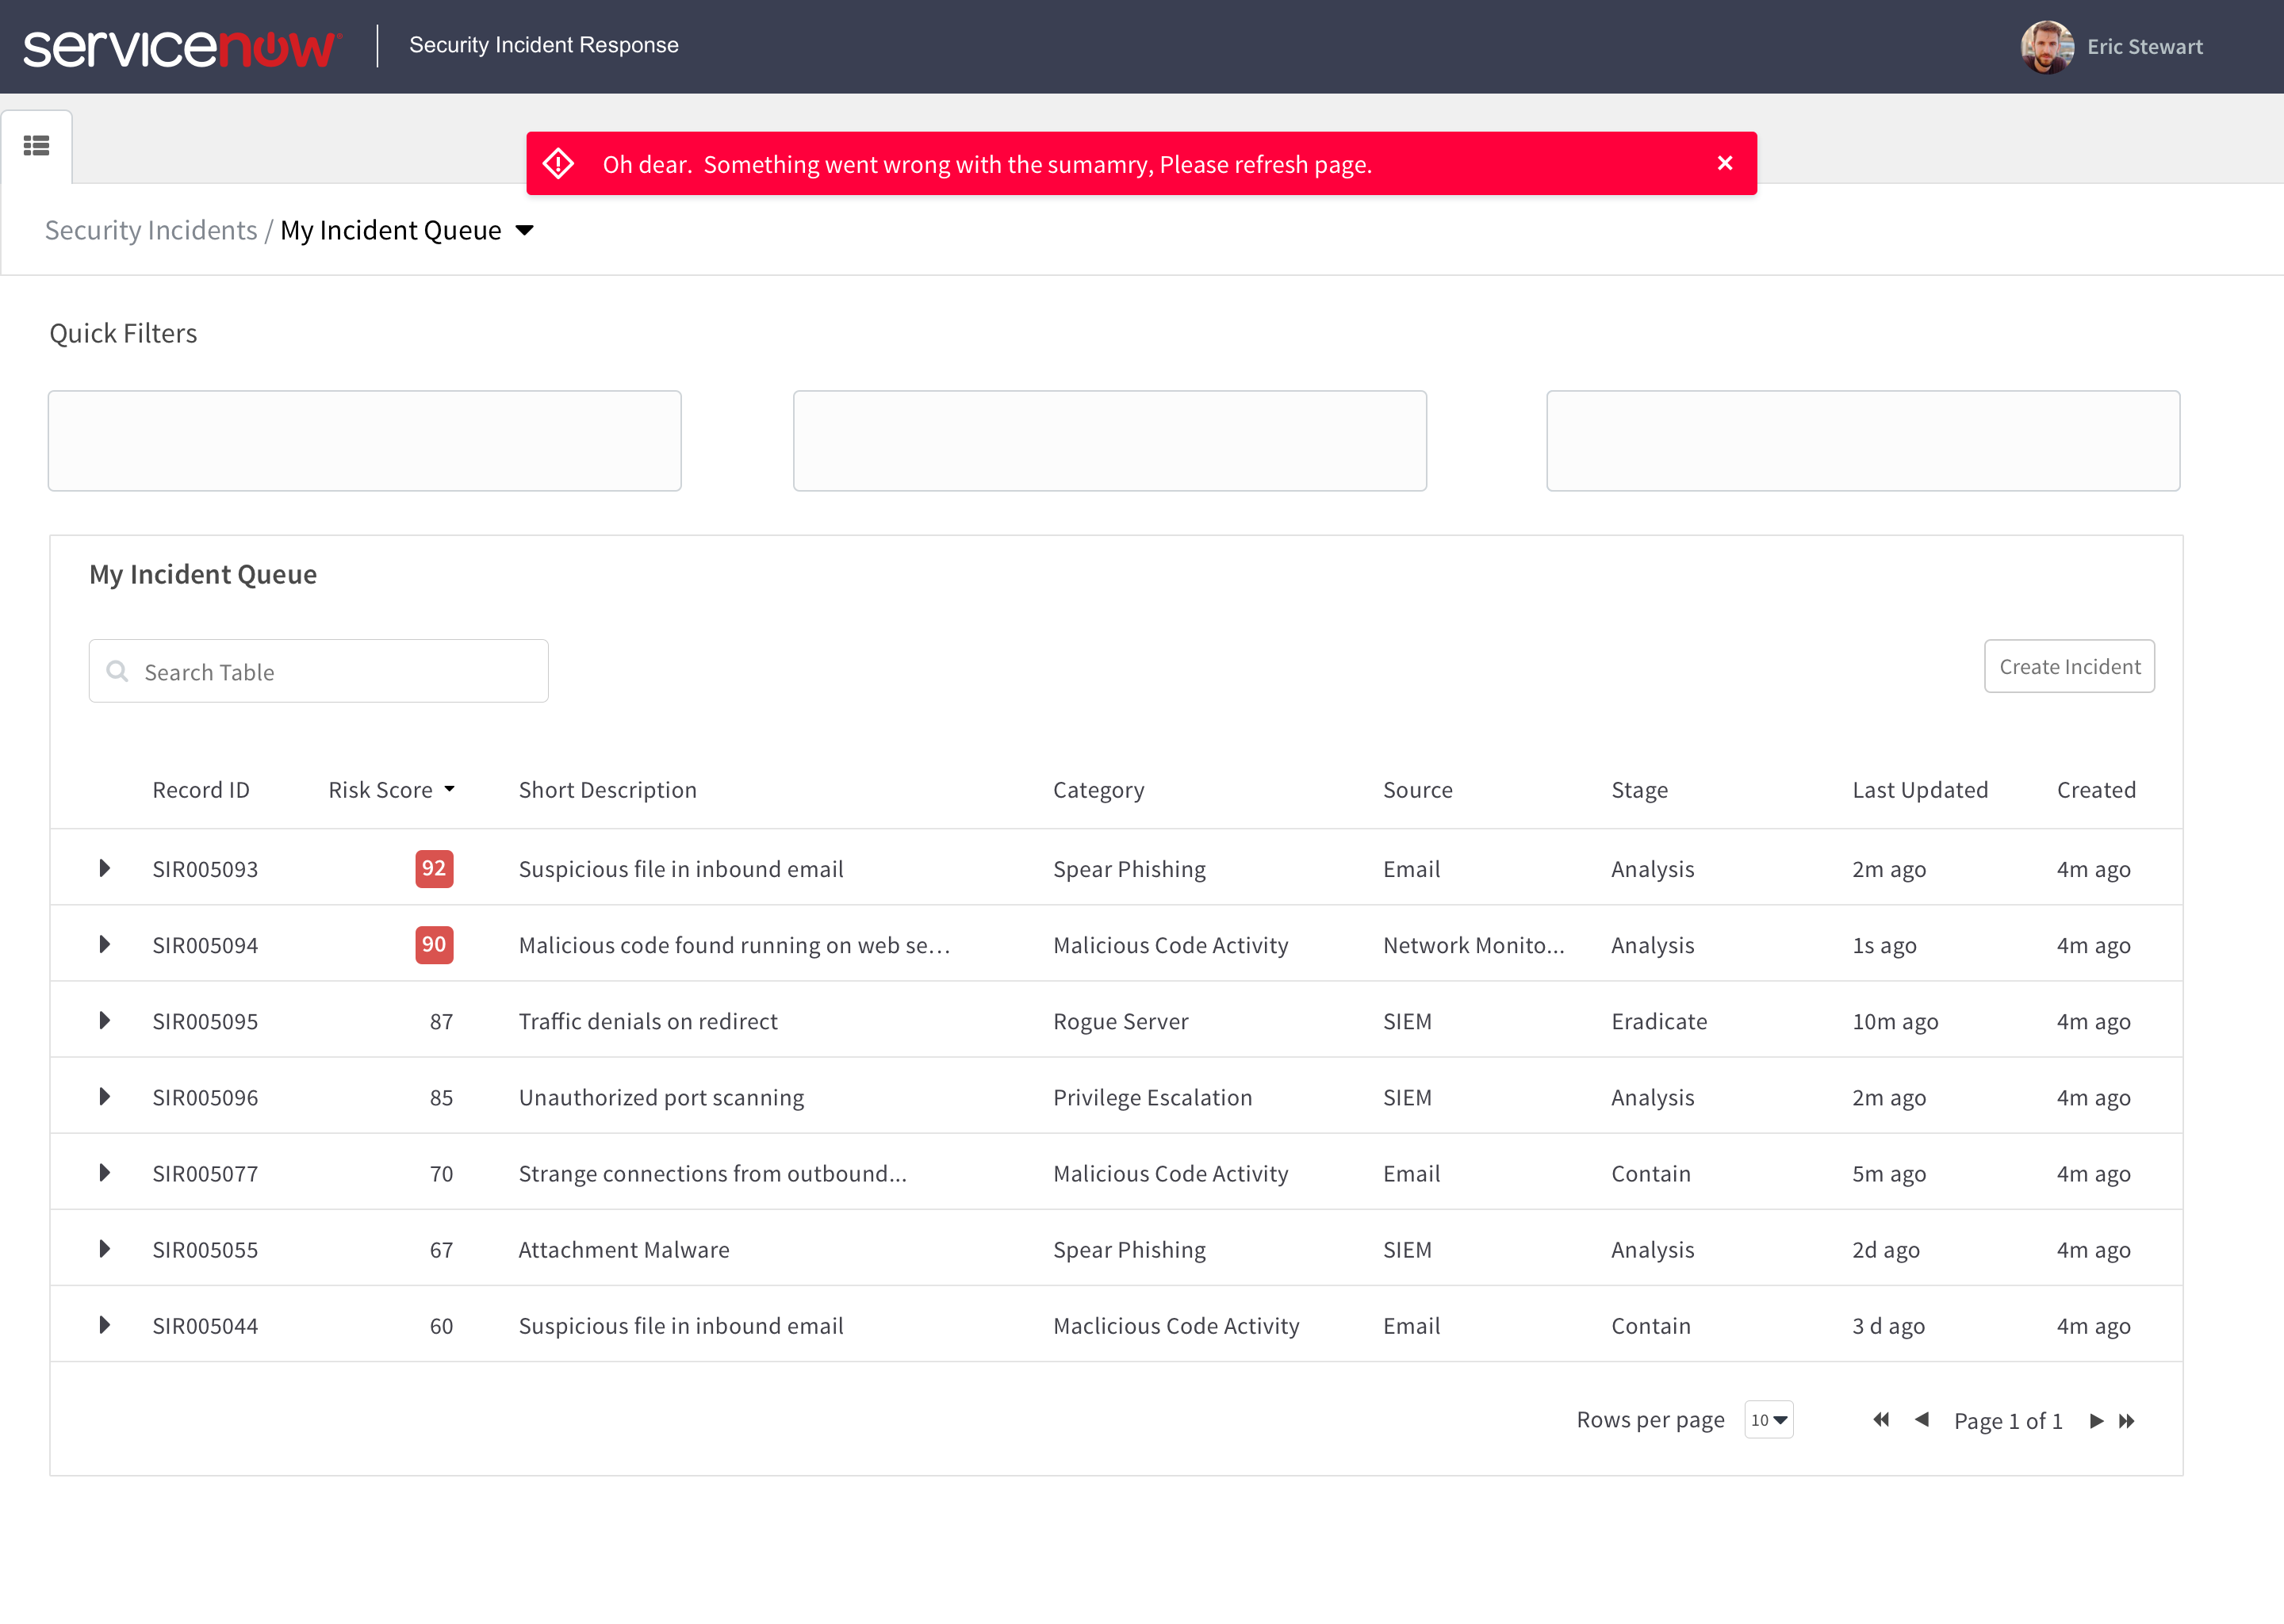 servicenow Security Incident Response Eric Stewart
Oh dear.  Something went wrong with the sumamry, Please refresh page.
Security Incidents / My Incident Queue
Quick Filters
My Incident Queue
Search Table
Create Incident
Record ID Risk Score Short Description Category Source Stage Last Updated Created
SIR005093 92 Suspicious file in inbound email Spear Phishing Email Analysis 2m ago 4m ago
SIR005094 90 Malicious code found running on web se... Malicious Code Activity Network Monito... Analysis 1s ago 4m ago
SIR005095 87 Traffic denials on redirect Rogue Server SIEM Eradicate 10m ago 4m ago
SIR005096 85 Unauthorized port scanning Privilege Escalation SIEM Analysis 2m ago 4m ago
SIR005077 70 Strange connections from outbound... Malicious Code Activity Email Contain 5m ago 4m ago
SIR005055 67 Attachment Malware Spear Phishing SIEM Analysis 2d ago 4m ago
SIR005044 60 Suspicious file in inbound email Maclicious Code Activity Email Contain 3 d ago 4m ago
Rows per page 10 Page 1 of 1